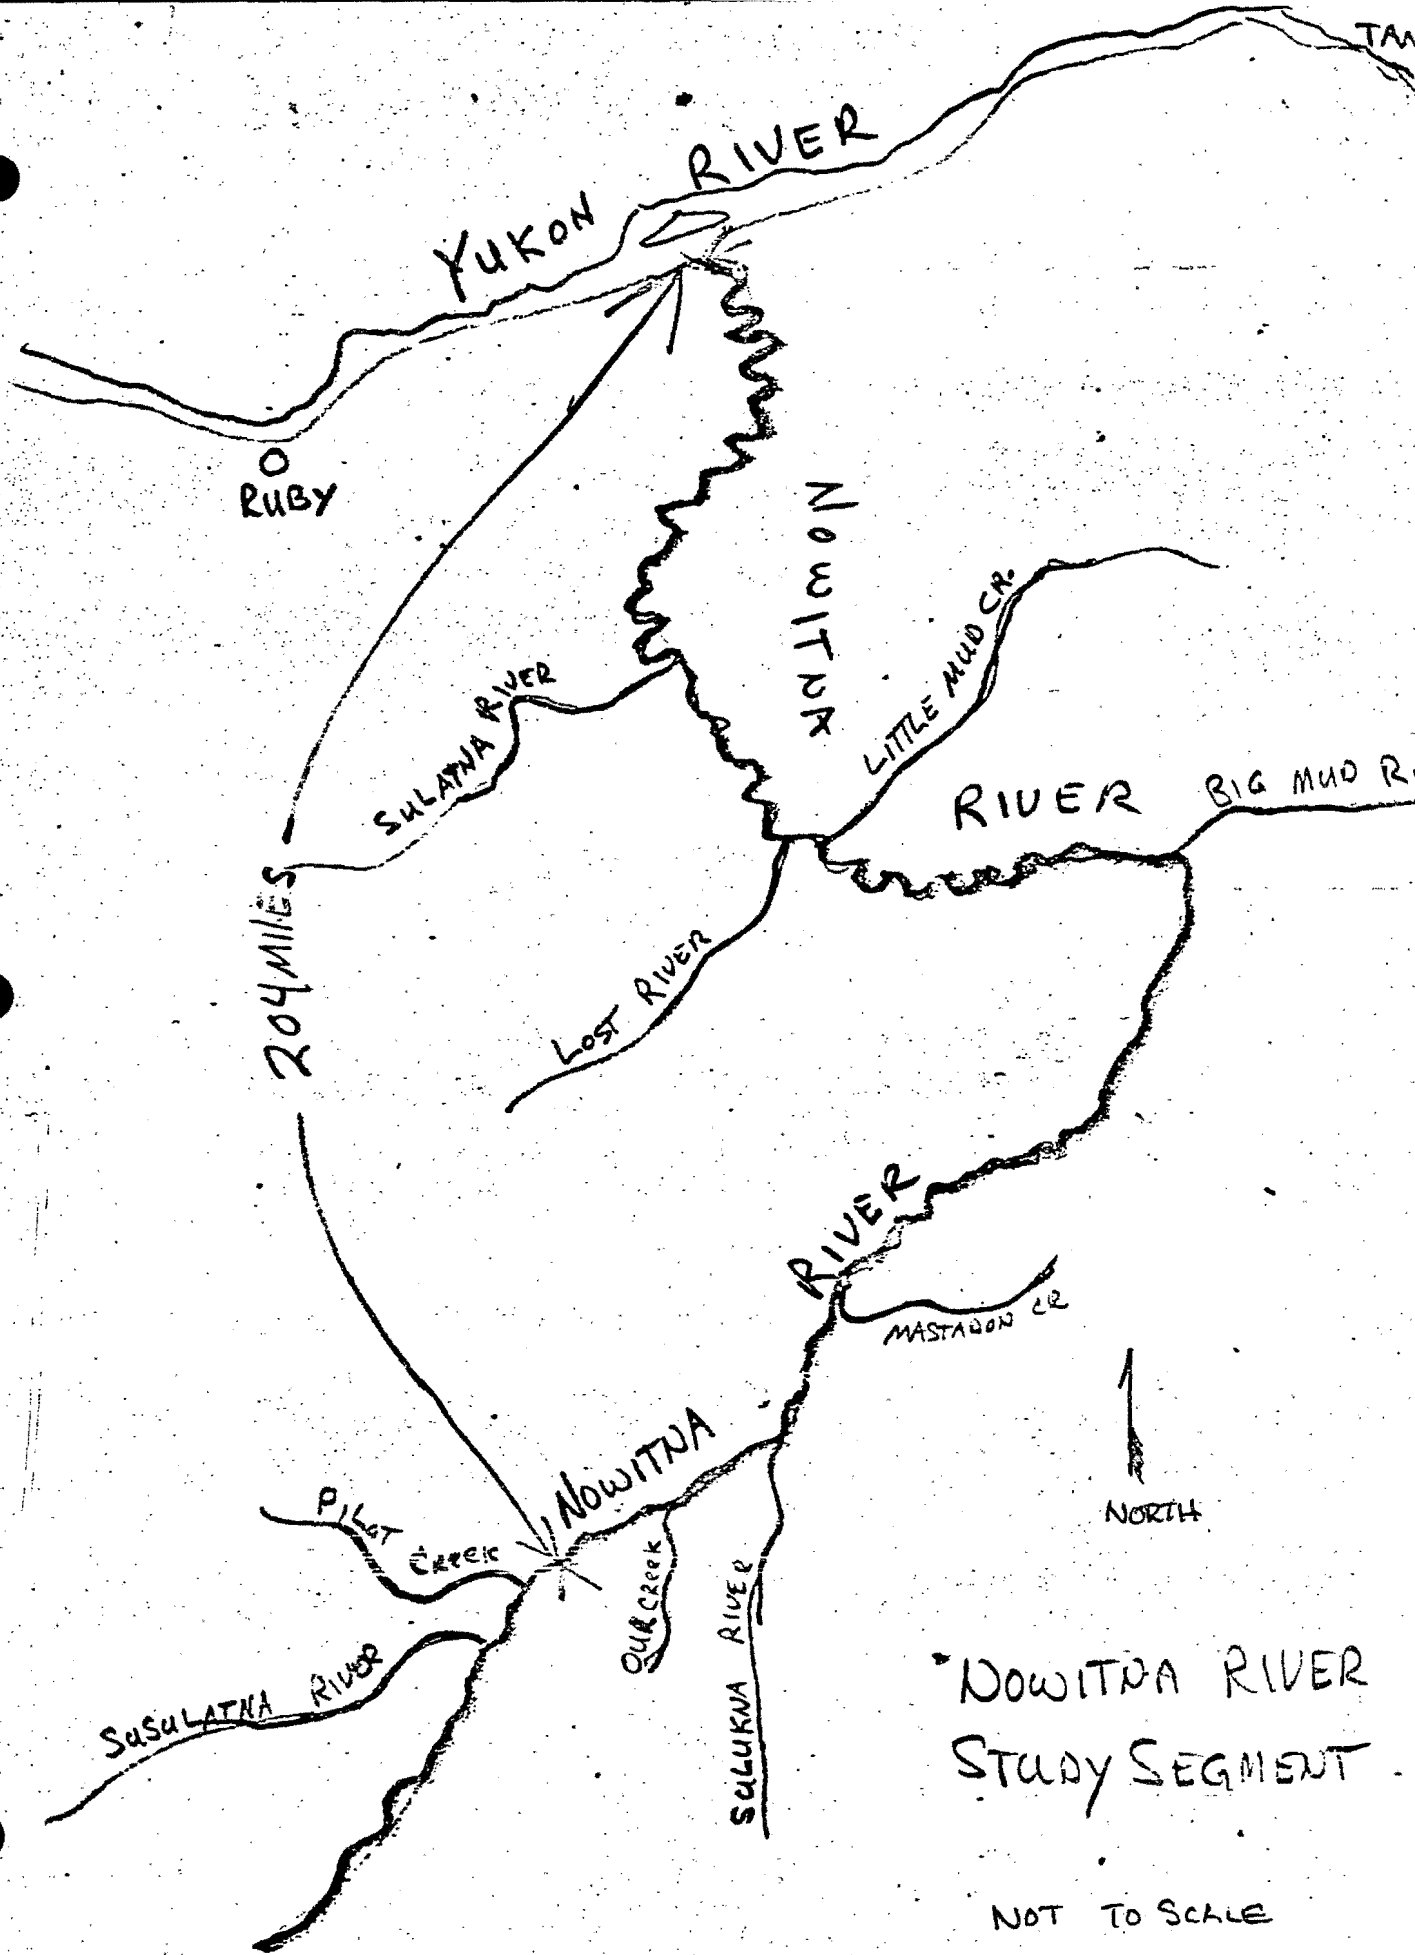 TAN
YUKON RIVER
RUBY
NOWITNA
LITTLE MUD CR.
SULATNA RIVER
RIVER
BIG MUD R.
204 MILES
LOST RIVER
RIVER
MASTADON CR
NOWITNA
NORTH
PILOT CREEK
OUR CREEK
SULUKNA RIVER
SUSULATNA RIVER
NOWITNA RIVER
STUDY SEGMENT
NOT TO SCALE